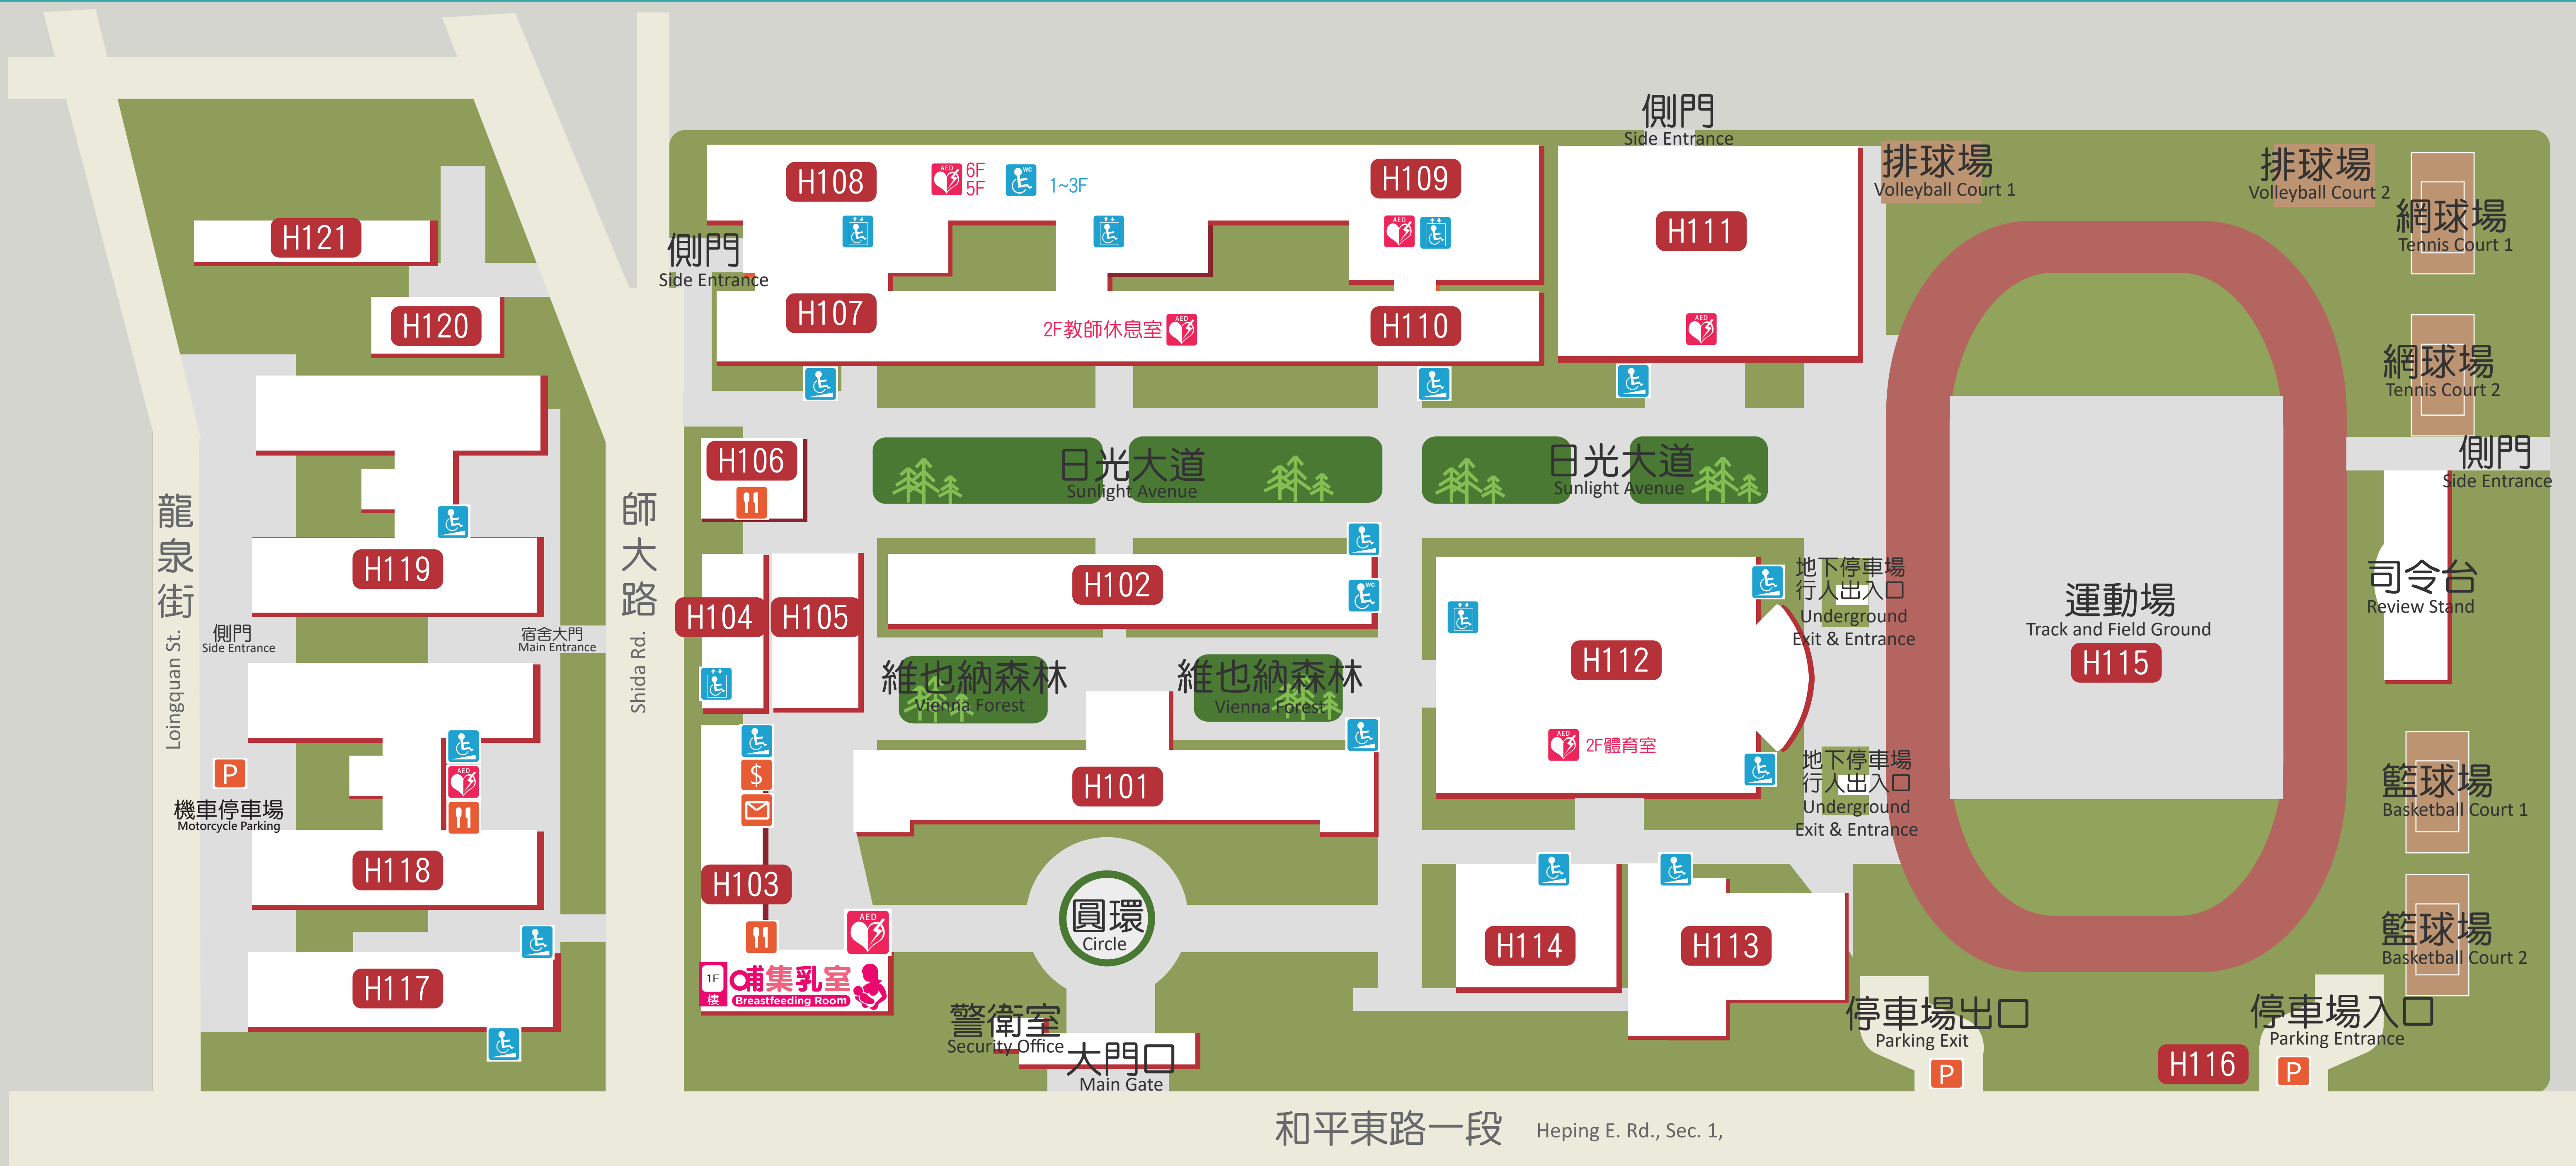 側門
Side Entrance
排球場
Volleyball Court 1
排球場
Volleyball Court 2
網球場
Tennis Court 1
H108
AED
6F
5F
WC
1~3F
H109
H121
側門
Side Entrance
AED
H111
H120
H107
2F教師休息室
AED
H110
AED
網球場
Tennis Court 2
H106
日光大道
Sunlight Avenue
日光大道
Sunlight Avenue
側門
Side Entrance
龍泉街
Loingquan St.
師大路
Shida Rd.
H119
H102
WC
H104
H105
地下停車場
行人出入口
Underground
Exit & Entrance
運動場
Track and Field Ground
H115
司令台
Review Stand
側門
Side Entrance
宿舍大門
Main Entrance
維也納森林
Vienna Forest
維也納森林
Vienna Forest
H112
AED
2F體育室
地下停車場
行人出入口
Underground
Exit & Entrance
P
機車停車場
Motorcycle Parking
AED
$
H101
籃球場
Basketball Court 1
H118
H103
圓環
Circle
AED
H114
H113
籃球場
Basketball Court 2
H117
1F
樓
哺集乳室
Breastfeeding Room
警衛室
Security Office
大門口
Main Gate
停車場出口
Parking Exit
P
停車場入口
Parking Entrance
H116
P
和平東路一段
Heping E. Rd., Sec. 1,